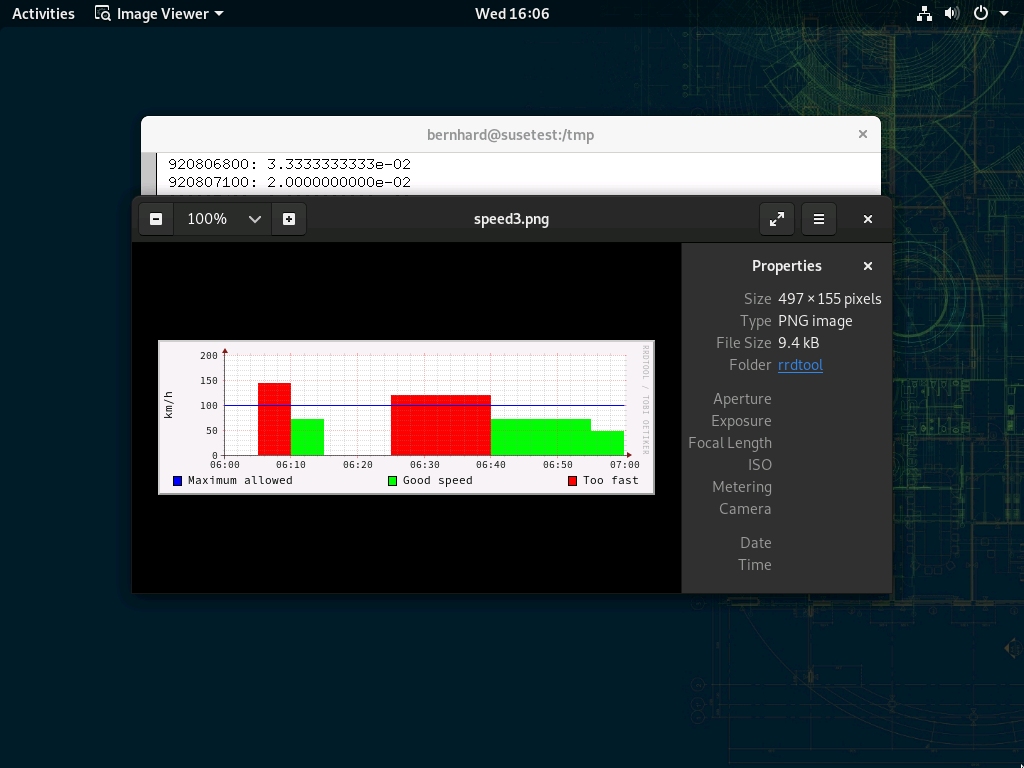 Activities Image Viewer Wed 16:06
bernhard@susetest:/tmp
920806800: 3.3333333333e-02
920807100: 2.0000000000e-02
100% speed3.png
Properties
Size 497 × 155 pixels
Type PNG image
File Size 9.4 kB
Folder rrdtool
Aperture
Exposure
Focal Length
ISO
Metering
Camera
Date
Time
200
150
100
50
0
km/h
06:00 06:10 06:20 06:30 06:40 06:50 07:00
Maximum allowed Good speed Too fast
RRDTOOL / TOBI OETIKER